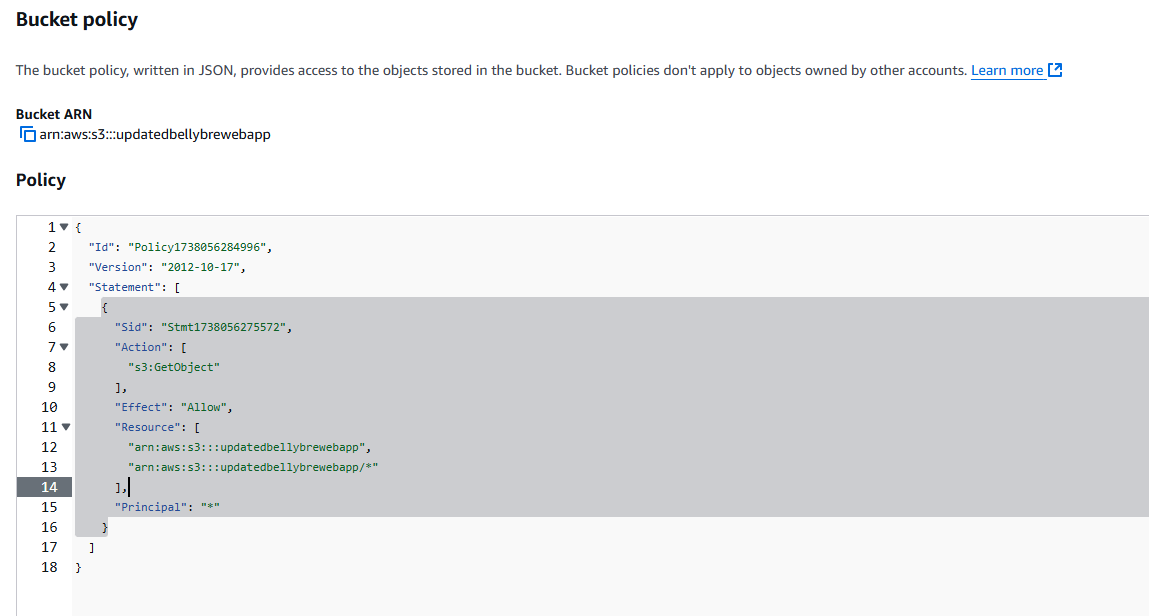 Bucket policy
The bucket policy, written in JSON, provides access to the objects stored in the bucket. Bucket policies don't apply to objects owned by other accounts. Learn more
Bucket ARN
arn:aws:s3:::updatedbellybrewebapp
Policy
1 {
2 "Id": "Policy1738056284996",
3 "Version": "2012-10-17",
4 "Statement": [
5 {
6 "Sid": "Stmt1738056275572",
7 "Action": [
8 "s3:GetObject"
9 ],
10 "Effect": "Allow",
11 "Resource": [
12 "arn:aws:s3:::updatedbellybrewebapp",
13 "arn:aws:s3:::updatedbellybrewebapp/*"
14 ],
15 "Principal": "*"
16 }
17 ]
18 }